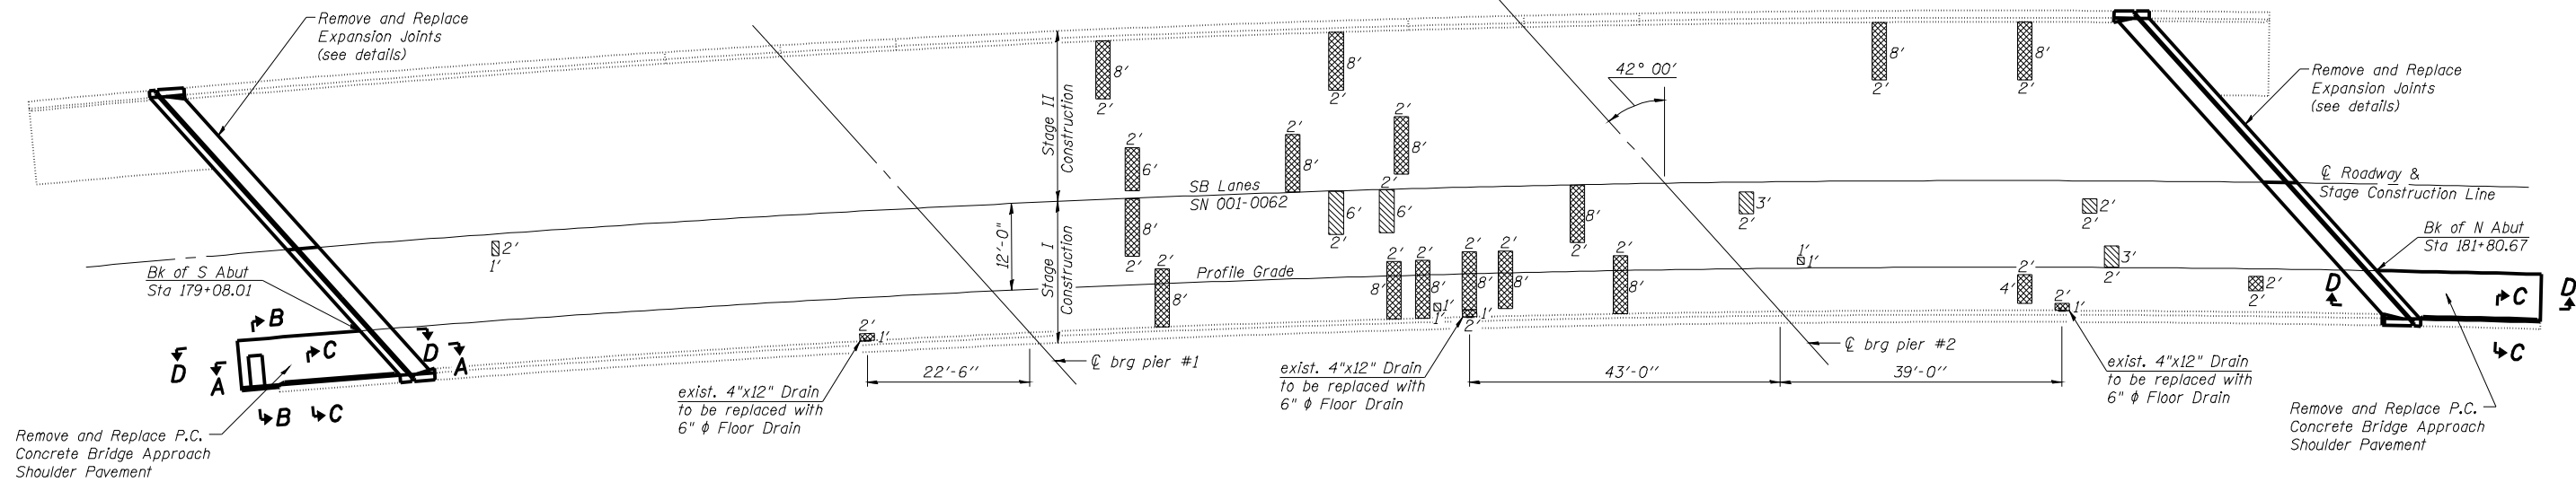 Remove and Replace
Expansion Joints
(see details)
Bk of S Abut
Sta 179+08.01
B
C
D
A
D
A
B
C
Remove and Replace P.C.
Concrete Bridge Approach
Shoulder Pavement
2'
1'
2'
1'
exist. 4"x12" Drain
to be replaced with
6" ϕ Floor Drain
22'-6''
12'-0''
Stage II
Construction
Stage I
Construction
8'
2'
2'
6'
8'
2'
2'
8'
℄ brg pier #1
SB Lanes
SN 001-0062
Profile Grade
8'
2'
2'
8'
2'
8'
6'
2'
2'
6'
2'
8'
2'
8'
1'
1'
2'
8'
1'
2'
2'
8'
exist. 4"x12" Drain
to be replaced with
6" ϕ Floor Drain
43'-0''
8'
2'
2'
8'
42° 00'
3'
2'
1'
1'
℄ brg pier #2
39'-0''
8'
2'
8'
2'
2'
2'
3'
2'
2'
4'
2'
1'
2'
2'
exist. 4"x12" Drain
to be replaced with
6" ϕ Floor Drain
Remove and Replace
Expansion Joints
(see details)
℄ Roadway &
Stage Construction Line
Bk of N Abut
Sta 181+80.67
D
C
D
C
Remove and Replace P.C.
Concrete Bridge Approach
Shoulder Pavement